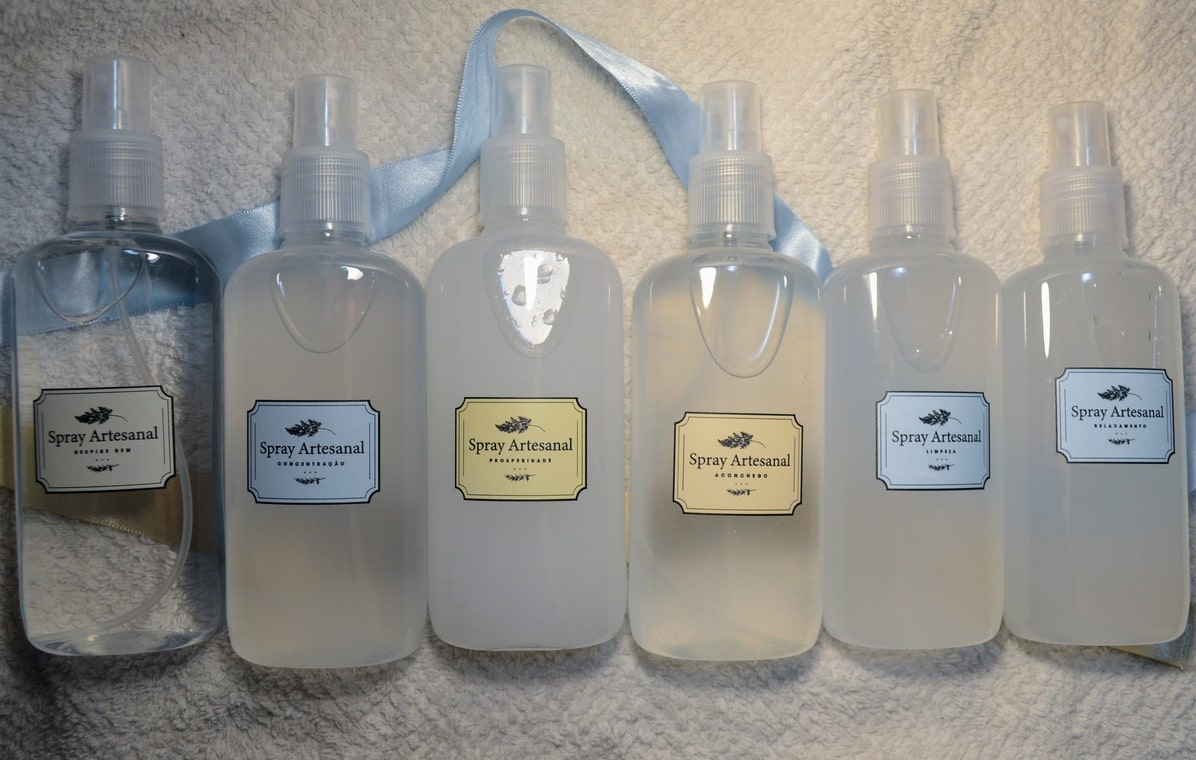 Spray Artesanal
RESPIRE BEM
Spray Artesanal
CONCENTRAÇÃO
Spray Artesanal
PROSPERIDADE
Spray Artesanal
ACONCHEGO
Spray Artesanal
LIMPEZA
Spray Artesanal
RELAXAMENTO